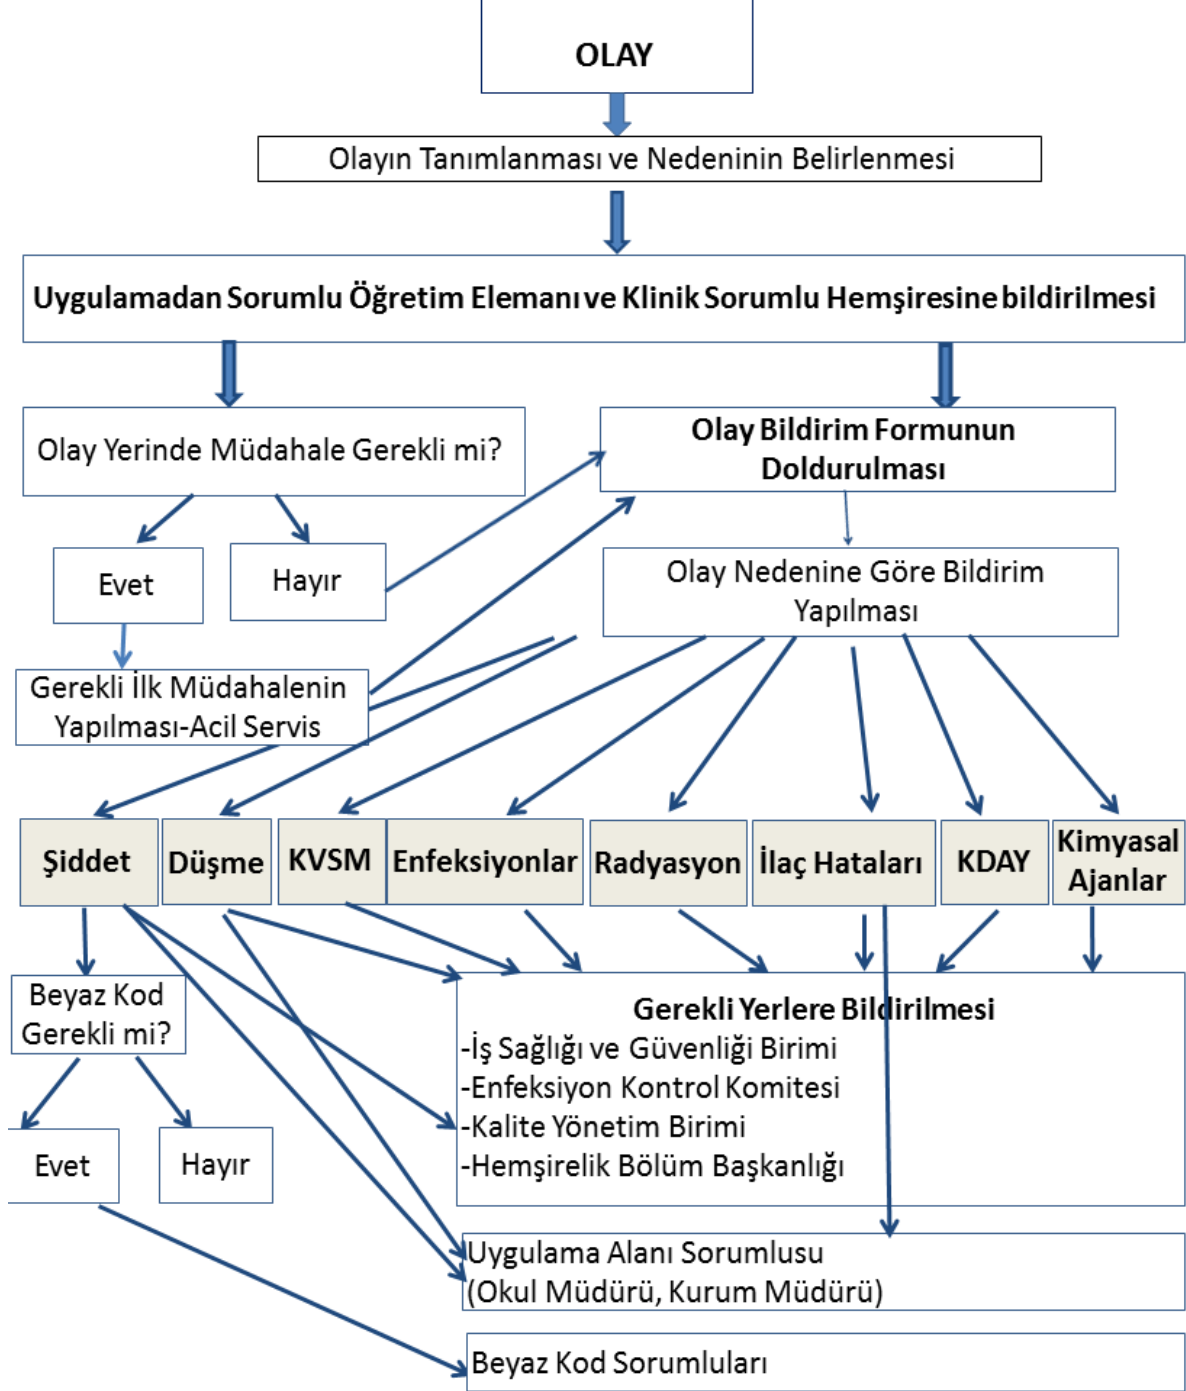 OLAY
Olayın Tanımlanması ve Nedeninin Belirlenmesi
Uygulamadan Sorumlu Öğretim Elemanı ve Klinik Sorumlu Hemşiresine bildirilmesi
Olay Yerinde Müdahale Gerekli mi?
Olay Bildirim Formunun
Doldurulması
Evet
Hayır
Olay Nedenine Göre Bildirim
Yapılması
Gerekli İlk Müdahalenin
Yapılması-Acil Servis
Şiddet
Düşme
KVSM
Enfeksiyonlar
Radyasyon
İlaç Hataları
KDAY
Kimyasal
Ajanlar
Beyaz Kod
Gerekli mi?
Evet
Hayır
Gerekli Yerlere Bildirilmesi
-İş Sağlığı ve Güvenliği Birimi
-Enfeksiyon Kontrol Komitesi
-Kalite Yönetim Birimi
-Hemşirelik Bölüm Başkanlığı
Uygulama Alanı Sorumlusu
(Okul Müdürü, Kurum Müdürü)
Beyaz Kod Sorumluları